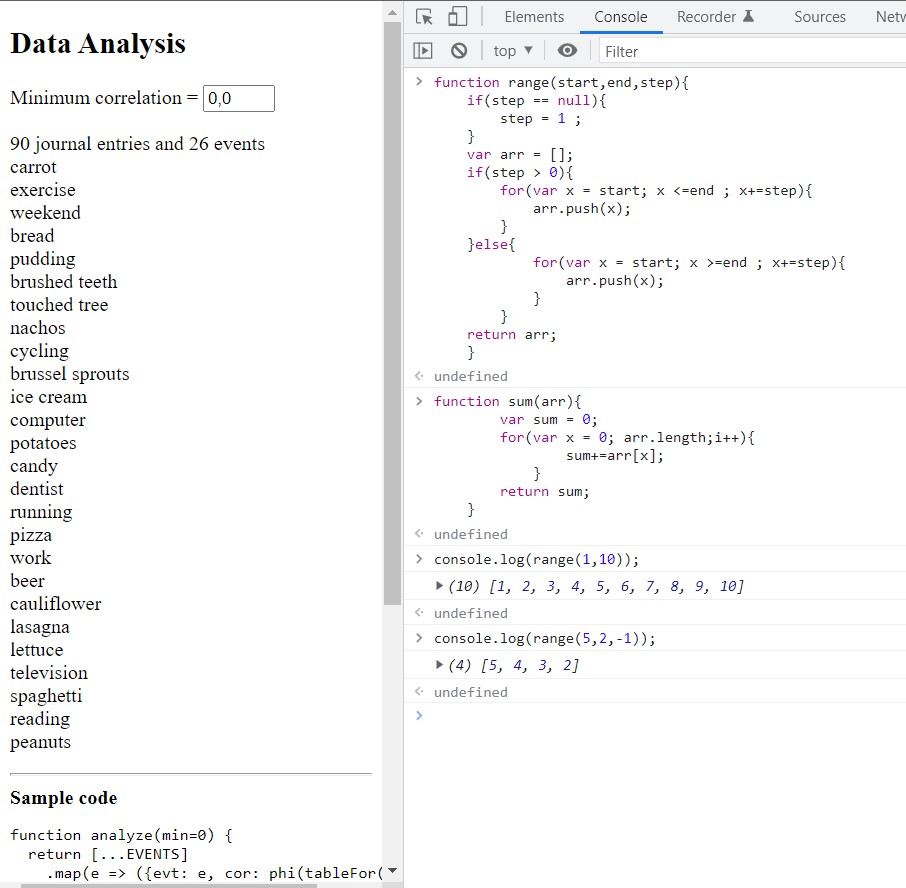 Data Analysis
Minimum correlation = 0,0
90 journal entries and 26 events
carrot
exercise
weekend
bread
pudding
brushed teeth
touched tree
nachos
cycling
brussel sprouts
ice cream
computer
potatoes
candy
dentist
running
pizza
work
beer
cauliflower
lasagna
lettuce
television
spaghetti
reading
peanuts
Sample code
function analyze(min=0) {
return [...EVENTS]
.map(e => ({evt: e, cor: phi(tableFor(
Elements Console Recorder Sources Netw
top ▼ Filter
> function range(start,end,step){
if(step == null){
step = 1 ;
}
var arr = [];
if(step > 0){
for(var x = start; x <=end ; x+=step){
arr.push(x);
}
}else{
for(var x = start; x >=end ; x+=step){
arr.push(x);
}
}
return arr;
}
< undefined
> function sum(arr){
var sum = 0;
for(var x = 0; arr.length;i++){
sum+=arr[x];
}
return sum;
}
< undefined
> console.log(range(1,10));
▶ (10) [1, 2, 3, 4, 5, 6, 7, 8, 9, 10]
< undefined
> console.log(range(5,2,-1));
▶ (4) [5, 4, 3, 2]
< undefined
>